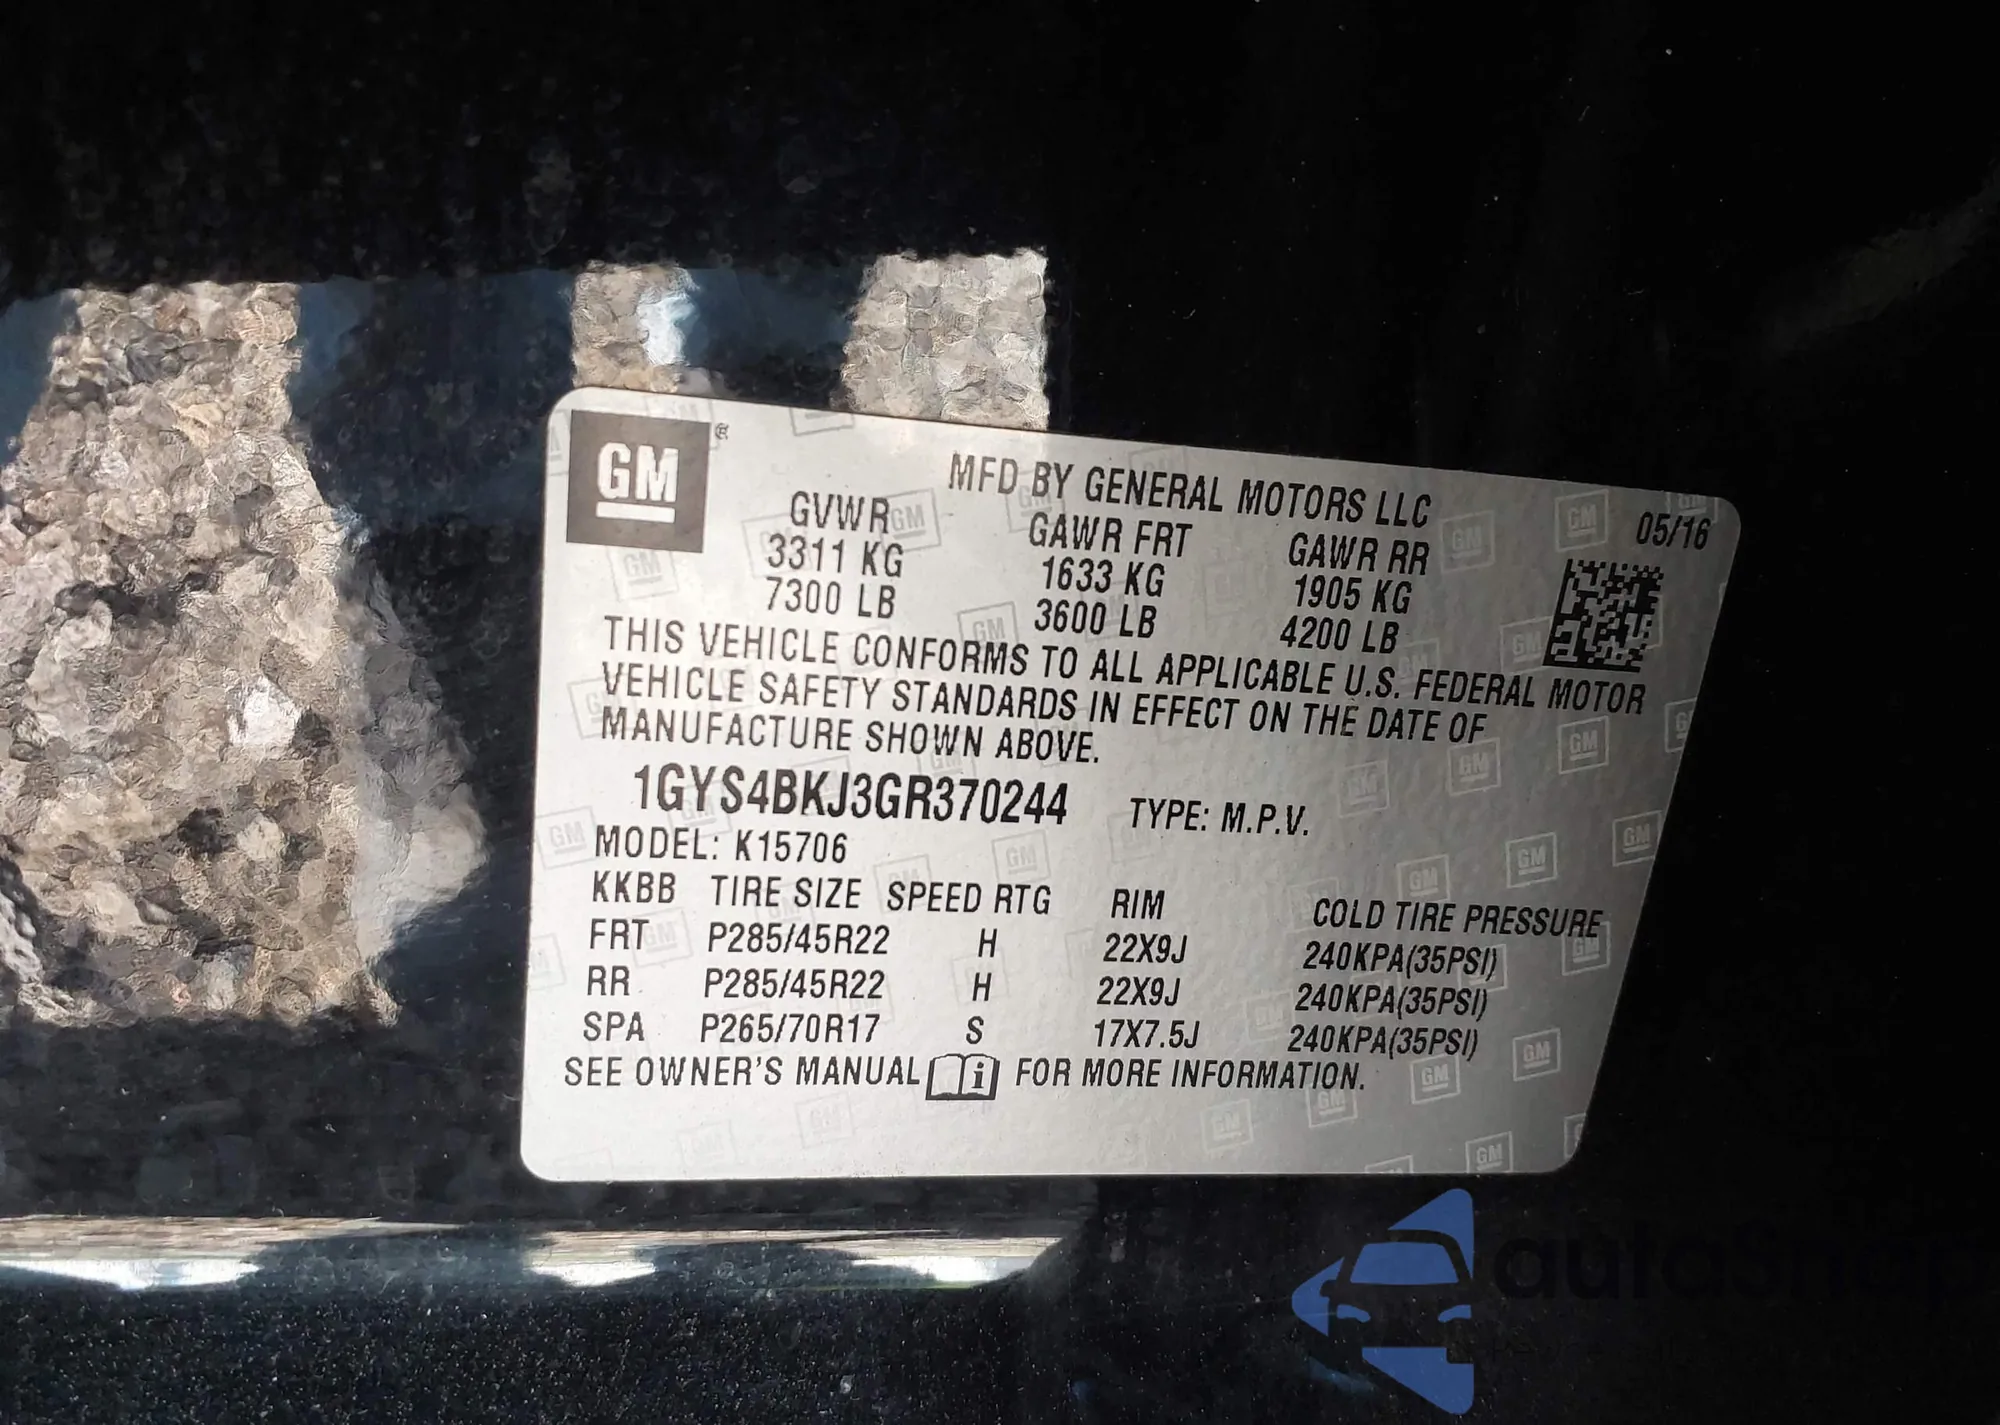 GM ®
MFD BY GENERAL MOTORS LLC
05/16
GVWR GAWR FRT GAWR RR
3311 KG 1633 KG 1905 KG
7300 LB 3600 LB 4200 LB
THIS VEHICLE CONFORMS TO ALL APPLICABLE U.S. FEDERAL MOTOR
VEHICLE SAFETY STANDARDS IN EFFECT ON THE DATE OF
MANUFACTURE SHOWN ABOVE.
1GYS4BKJ3GR370244 TYPE: M.P.V.
MODEL: K15706
KKBB TIRE SIZE SPEED RTG RIM COLD TIRE PRESSURE
FRT P285/45R22 H 22X9J 240KPA(35PSI)
RR P285/45R22 H 22X9J 240KPA(35PSI)
SPA P265/70R17 S 17X7.5J 240KPA(35PSI)
SEE OWNER'S MANUAL i FOR MORE INFORMATION.